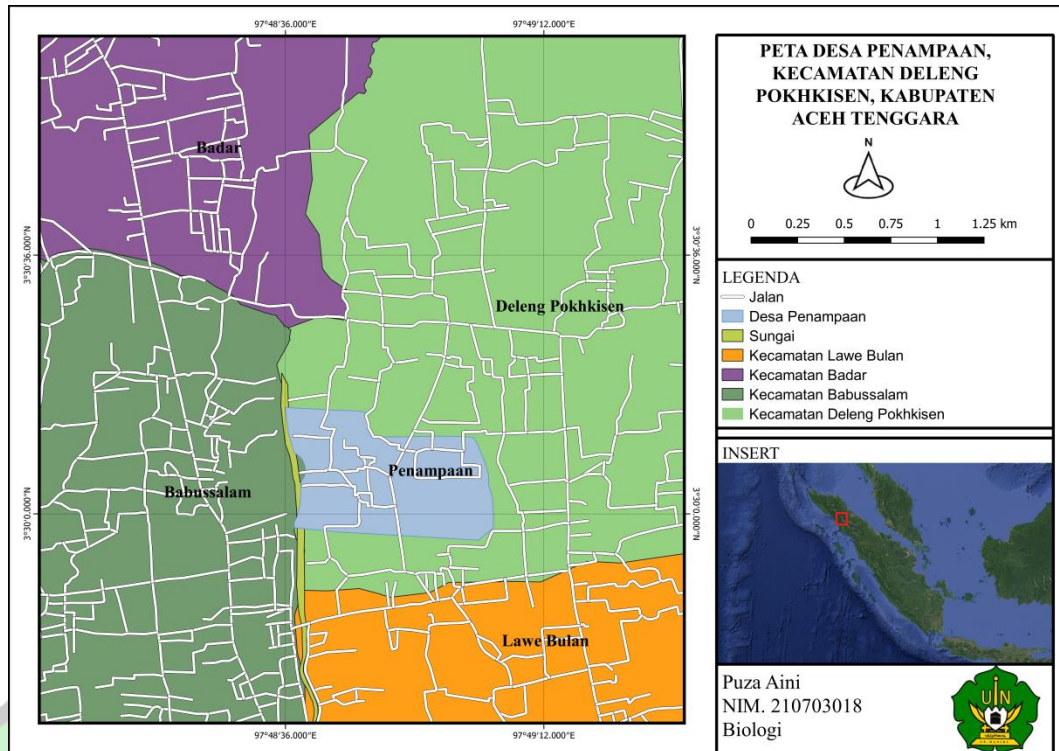 97°48'36.000"E
97°49'12.000"E
3°30'36.000"N
3°30'0.000"N
Badar
Deleng Pokhkisen
Penampaan
Babussalam
Lawe Bulan
3°30'36.000"N
3°30'0.000"N
97°48'36.000"E
97°49'12.000"E
PETA DESA PENAMPAAN,
KECAMATAN DELENG
POKHKISEN, KABUPATEN
ACEH TENGGARA
N
0 0.25 0.5 0.75 1 1.25 km
LEGENDA
Jalan
Desa Penampaan
Sungai
Kecamatan Lawe Bulan
Kecamatan Badar
Kecamatan Babussalam
Kecamatan Deleng Pokhkisen
INSERT
Puza Aini
NIM. 210703018
Biologi
UIN